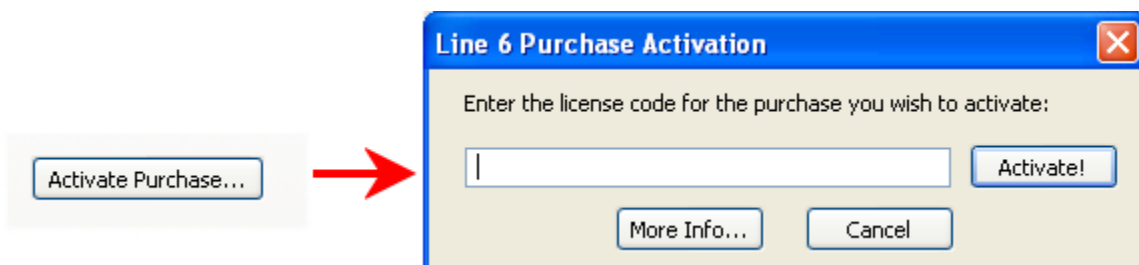 Line 6 Purchase Activation
Enter the license code for the purchase you wish to activate:
Activate Purchase...
Activate!
More Info...
Cancel